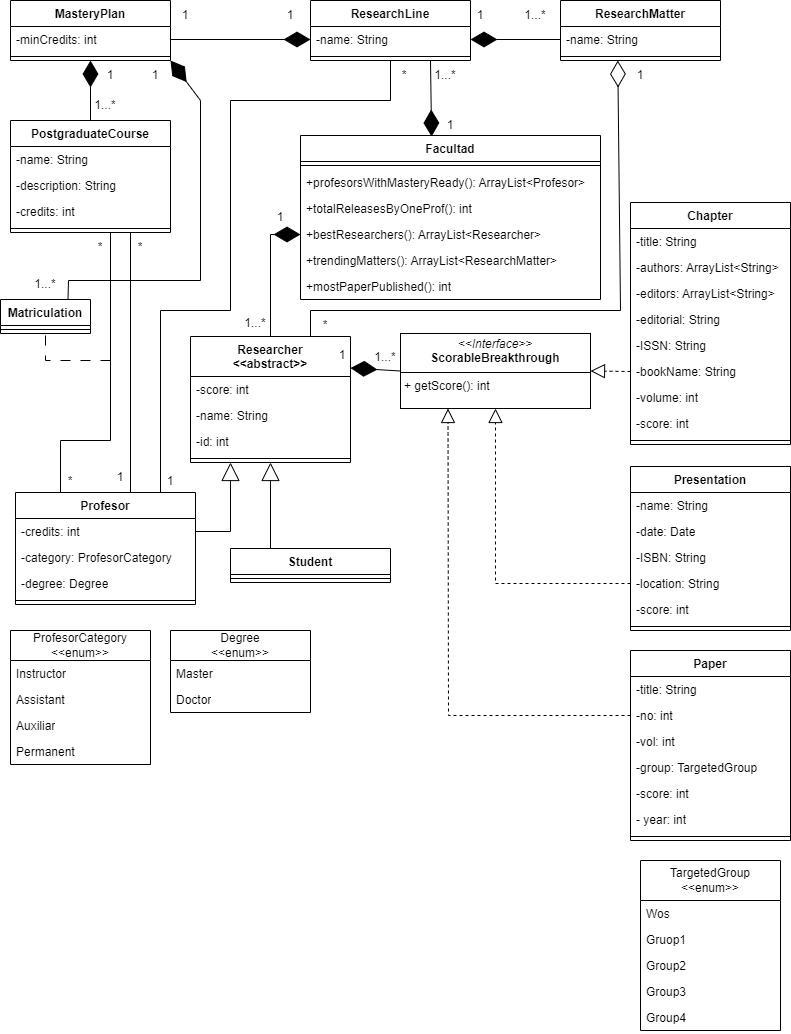 MasteryPlan
-minCredits: int
1
1
ResearchLine
-name: String
1
1...*
ResearchMatter
-name: String
1
1
1...*
*
1...*
1
1
PostgraduateCourse
-name: String
-description: String
-credits: int
*
*
Facultad
+profesorsWithMasteryReady(): ArrayList<Profesor>
+totalReleasesByOneProf(): int
+bestResearchers(): ArrayList<Researcher>
+trendingMatters(): ArrayList<ResearchMatter>
+mostPaperPublished(): int
1
1...*
*
1...*
Matriculation
Researcher
<<abstract>>
-score: int
-name: String
-id: int
1
1...*
<<Interface>>
ScorableBreakthrough
+ getScore(): int
Chapter
-title: String
-authors: ArrayList<String>
-editors: ArrayList<String>
-editorial: String
-ISSN: String
-bookName: String
-volume: int
-score: int
*
1
1
Profesor
-credits: int
-category: ProfesorCategory
-degree: Degree
Student
Presentation
-name: String
-date: Date
-ISBN: String
-location: String
-score: int
ProfesorCategory
<<enum>>
Instructor
Assistant
Auxiliar
Permanent
Degree
<<enum>>
Master
Doctor
Paper
-title: String
-no: int
-vol: int
-group: TargetedGroup
-score: int
- year: int
TargetedGroup
<<enum>>
Wos
Gruop1
Group2
Group3
Group4